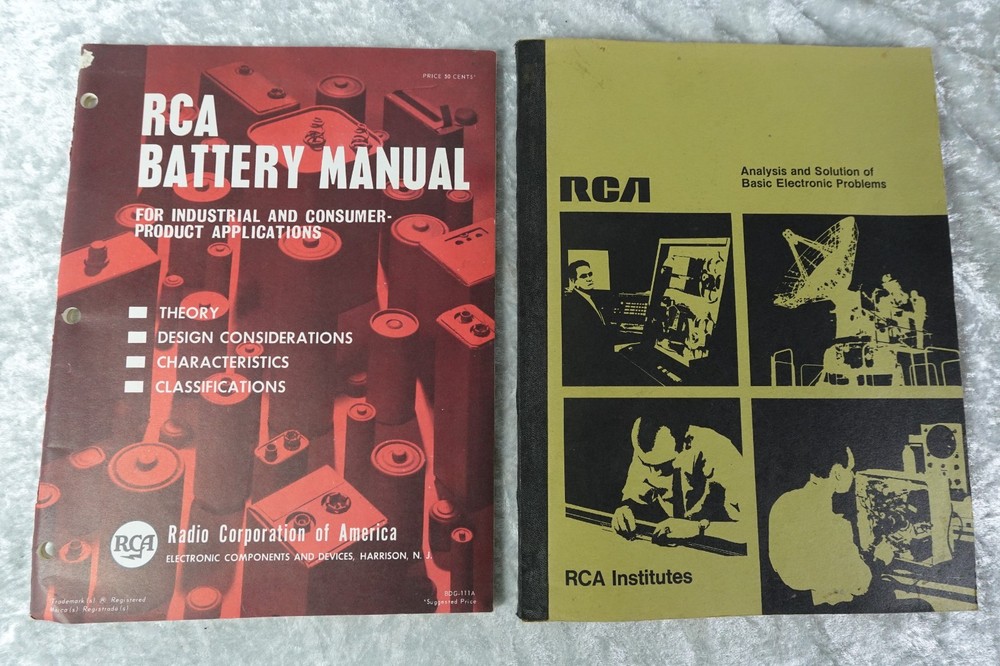 PRICE 50 CENTS*
RCA
BATTERY MANUAL
FOR INDUSTRIAL AND CONSUMER-
PRODUCT APPLICATIONS
THEORY
DESIGN CONSIDERATIONS
CHARACTERISTICS
CLASSIFICATIONS
RCA
Radio Corporation of America
ELECTRONIC COMPONENTS AND DEVICES, HARRISON, N. J.
Trademark(s) ® Registered
Marca(s) Registrada(s)
BDG-111A
*Suggested Price
RCA
Analysis and Solution of
Basic Electronic Problems
RCA Institutes